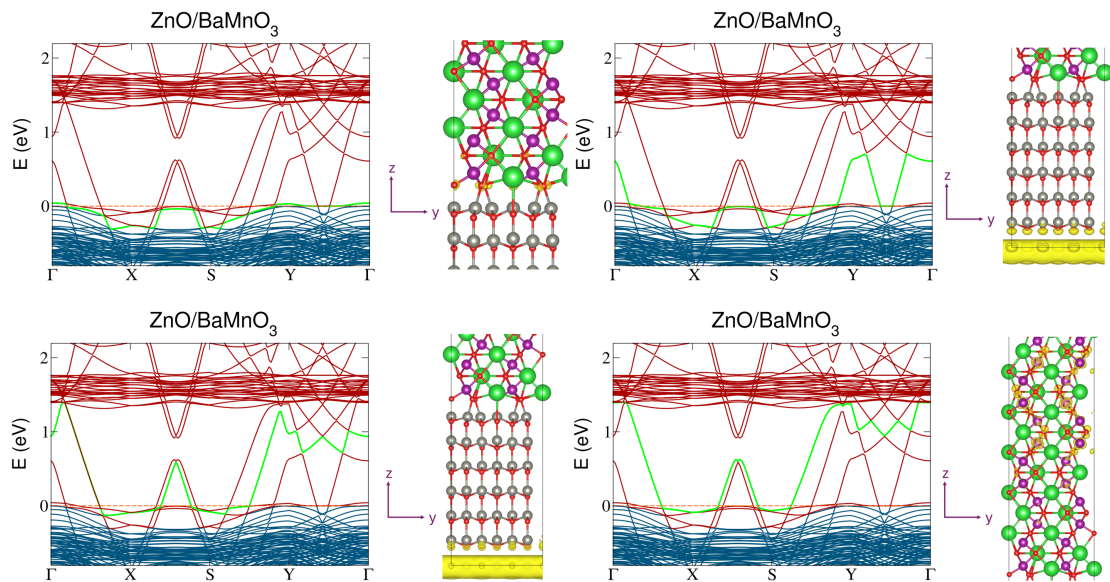 ZnO/BaMnO₃
ZnO/BaMnO₃
2
1
0
E (eV)
Γ X S Y Γ
z
y
2
1
0
E (eV)
Γ X S Y Γ
z
y
ZnO/BaMnO₃
ZnO/BaMnO₃
2
1
0
E (eV)
Γ X S Y Γ
z
y
2
1
0
E (eV)
Γ X S Y Γ
z
y